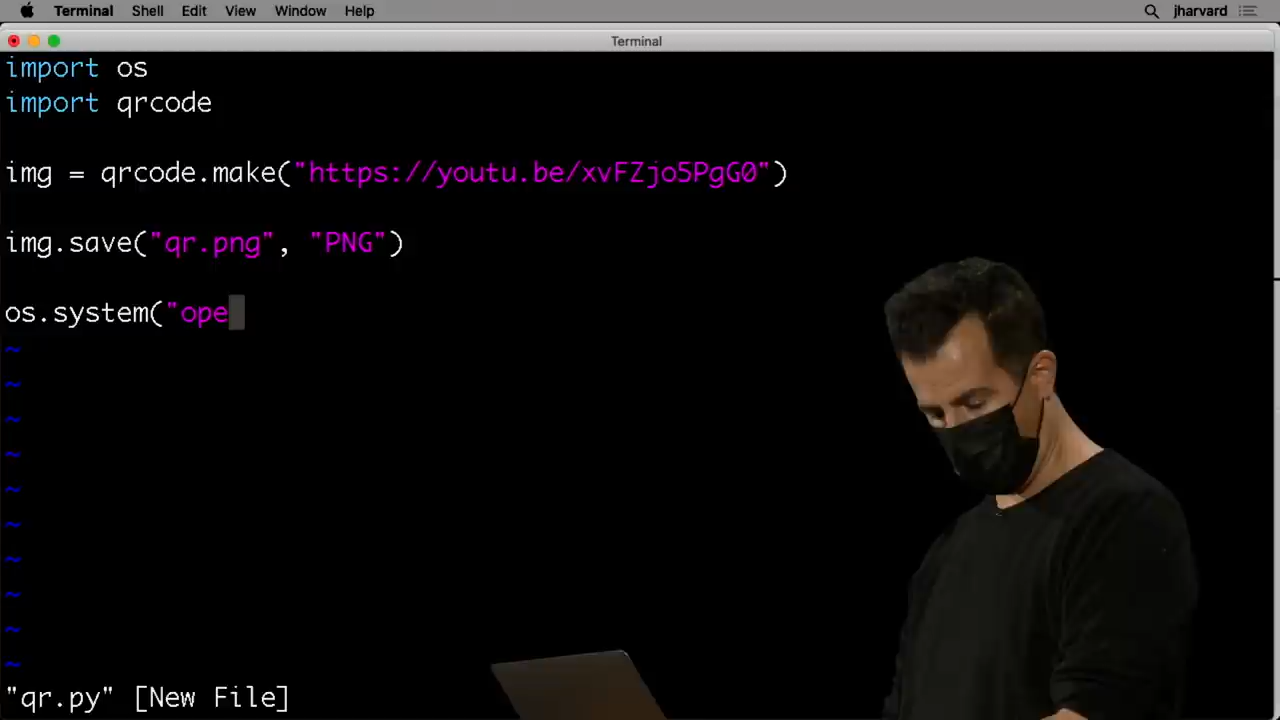 Terminal Shell Edit View Window Help jharvard
Terminal
import os
import qrcode
img = qrcode.make("https://youtu.be/xvFZjo5PgG0")
img.save("qr.png", "PNG")
os.system("ope
~
~
~
~
~
~
~
~
~
~
"qr.py" [New File]